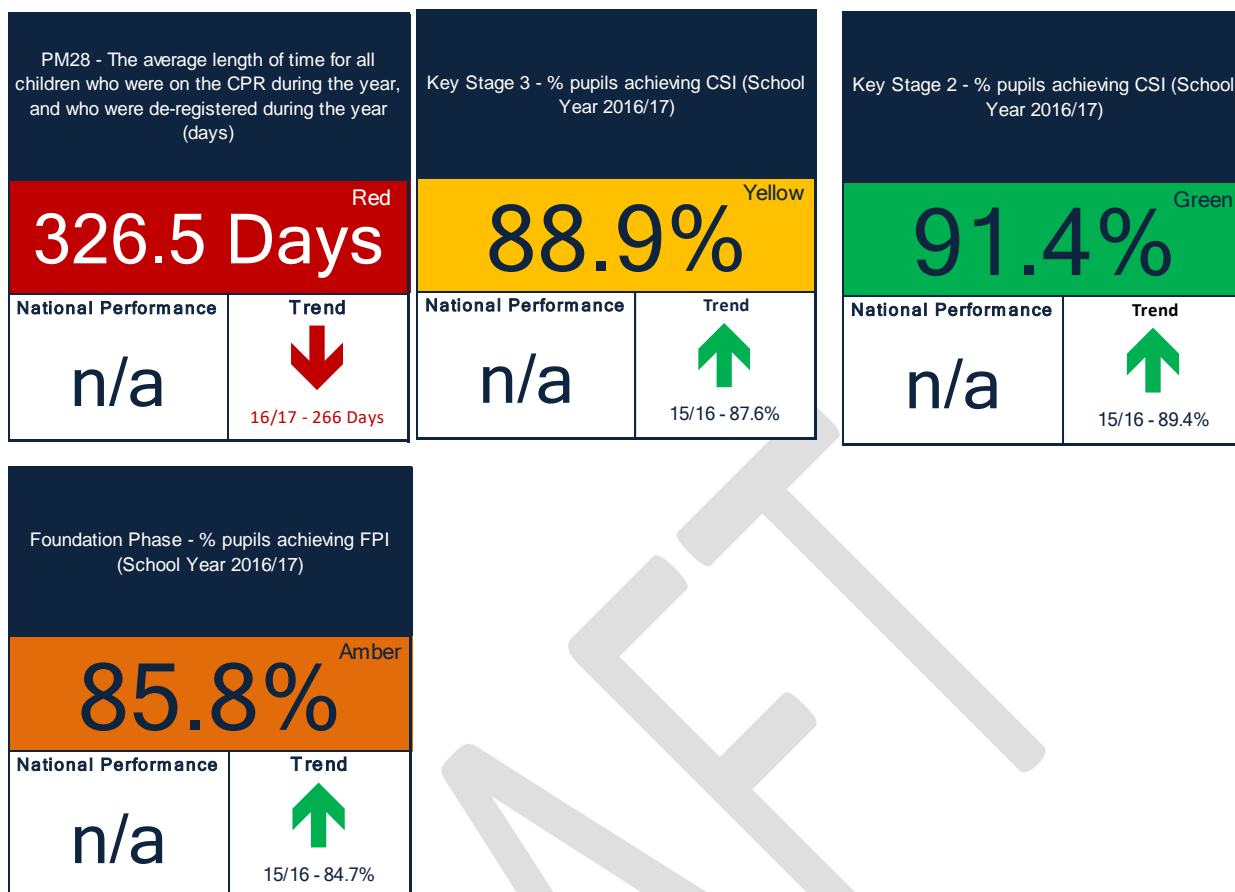 PM28 - The average length of time for all
children who were on the CPR during the year,
and who were de-registered during the year
(days)
Red
326.5 Days
National Performance
Trend
n/a
16/17 - 266 Days
Key Stage 3 - % pupils achieving CSI (School
Year 2016/17)
Yellow
88.9%
National Performance
Trend
n/a
15/16 - 87.6%
Key Stage 2 - % pupils achieving CSI (School
Year 2016/17)
Green
91.4%
National Performance
Trend
n/a
15/16 - 89.4%
Foundation Phase - % pupils achieving FPI
(School Year 2016/17)
Amber
85.8%
National Performance
Trend
n/a
15/16 - 84.7%
AFT